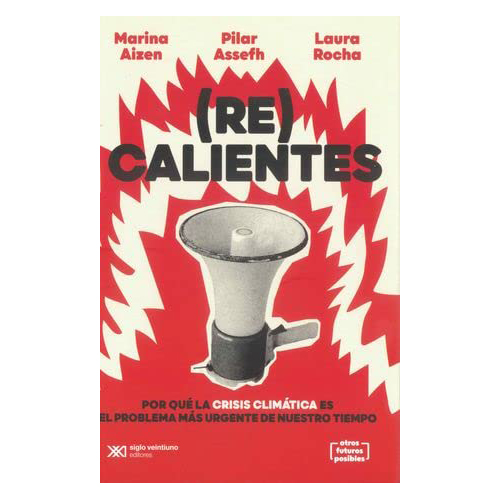 Marina Aizen
Pilar Assefh
Laura Rocha
(RE)
CALIENTES
POR QUÉ LA CRISIS CLIMÁTICA ES
EL PROBLEMA MÁS URGENTE DE NUESTRO TIEMPO
siglo veintiuno
editores
otros
futuros
posibles